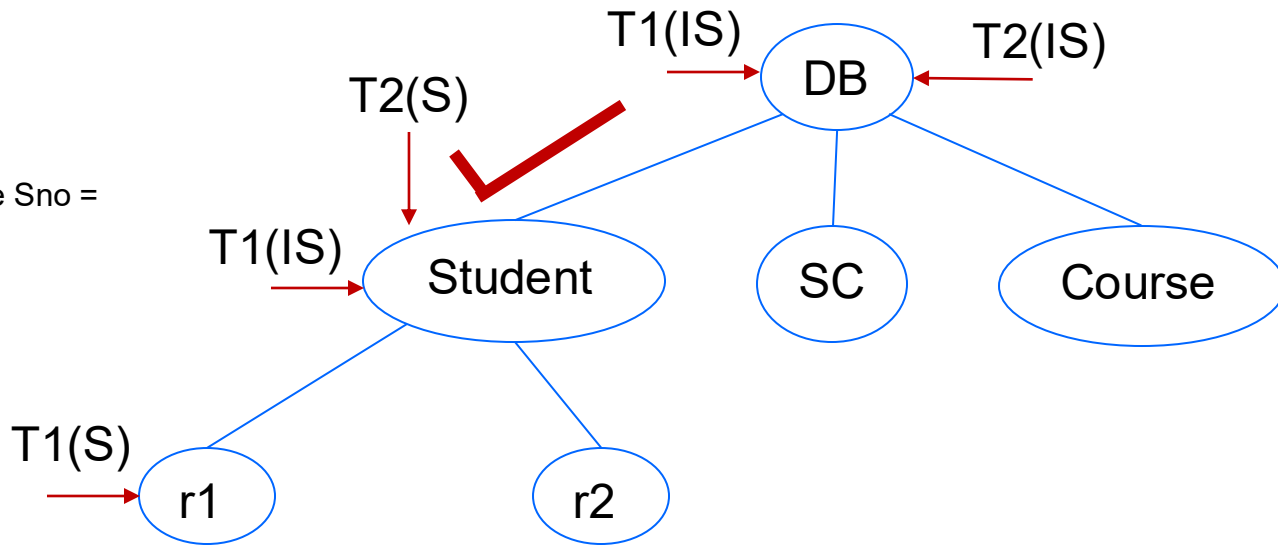 T1(IS)
DB
T2(IS)
T2(S)
e Sno =
T1(IS)
Student
SC
Course
T1(S)
r1
r2